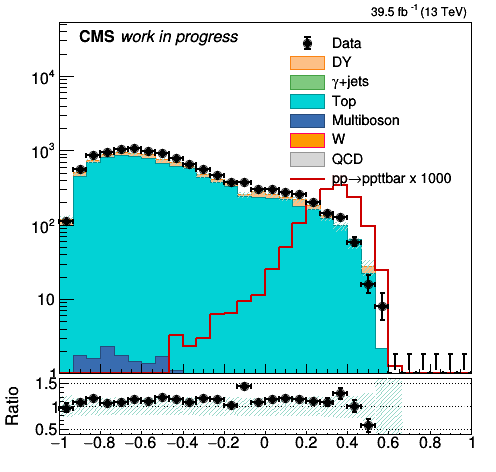 39.5 fb⁻¹ (13 TeV)
CMS work in progress
Data
DY
γ+jets
Top
Multiboson
W
QCD
pp→ppttbar x 1000
10⁴
10³
10²
10
1
1.5
1
0.5
Ratio
−1 −0.8 −0.6 −0.4 −0.2 0 0.2 0.4 0.6 0.8 1